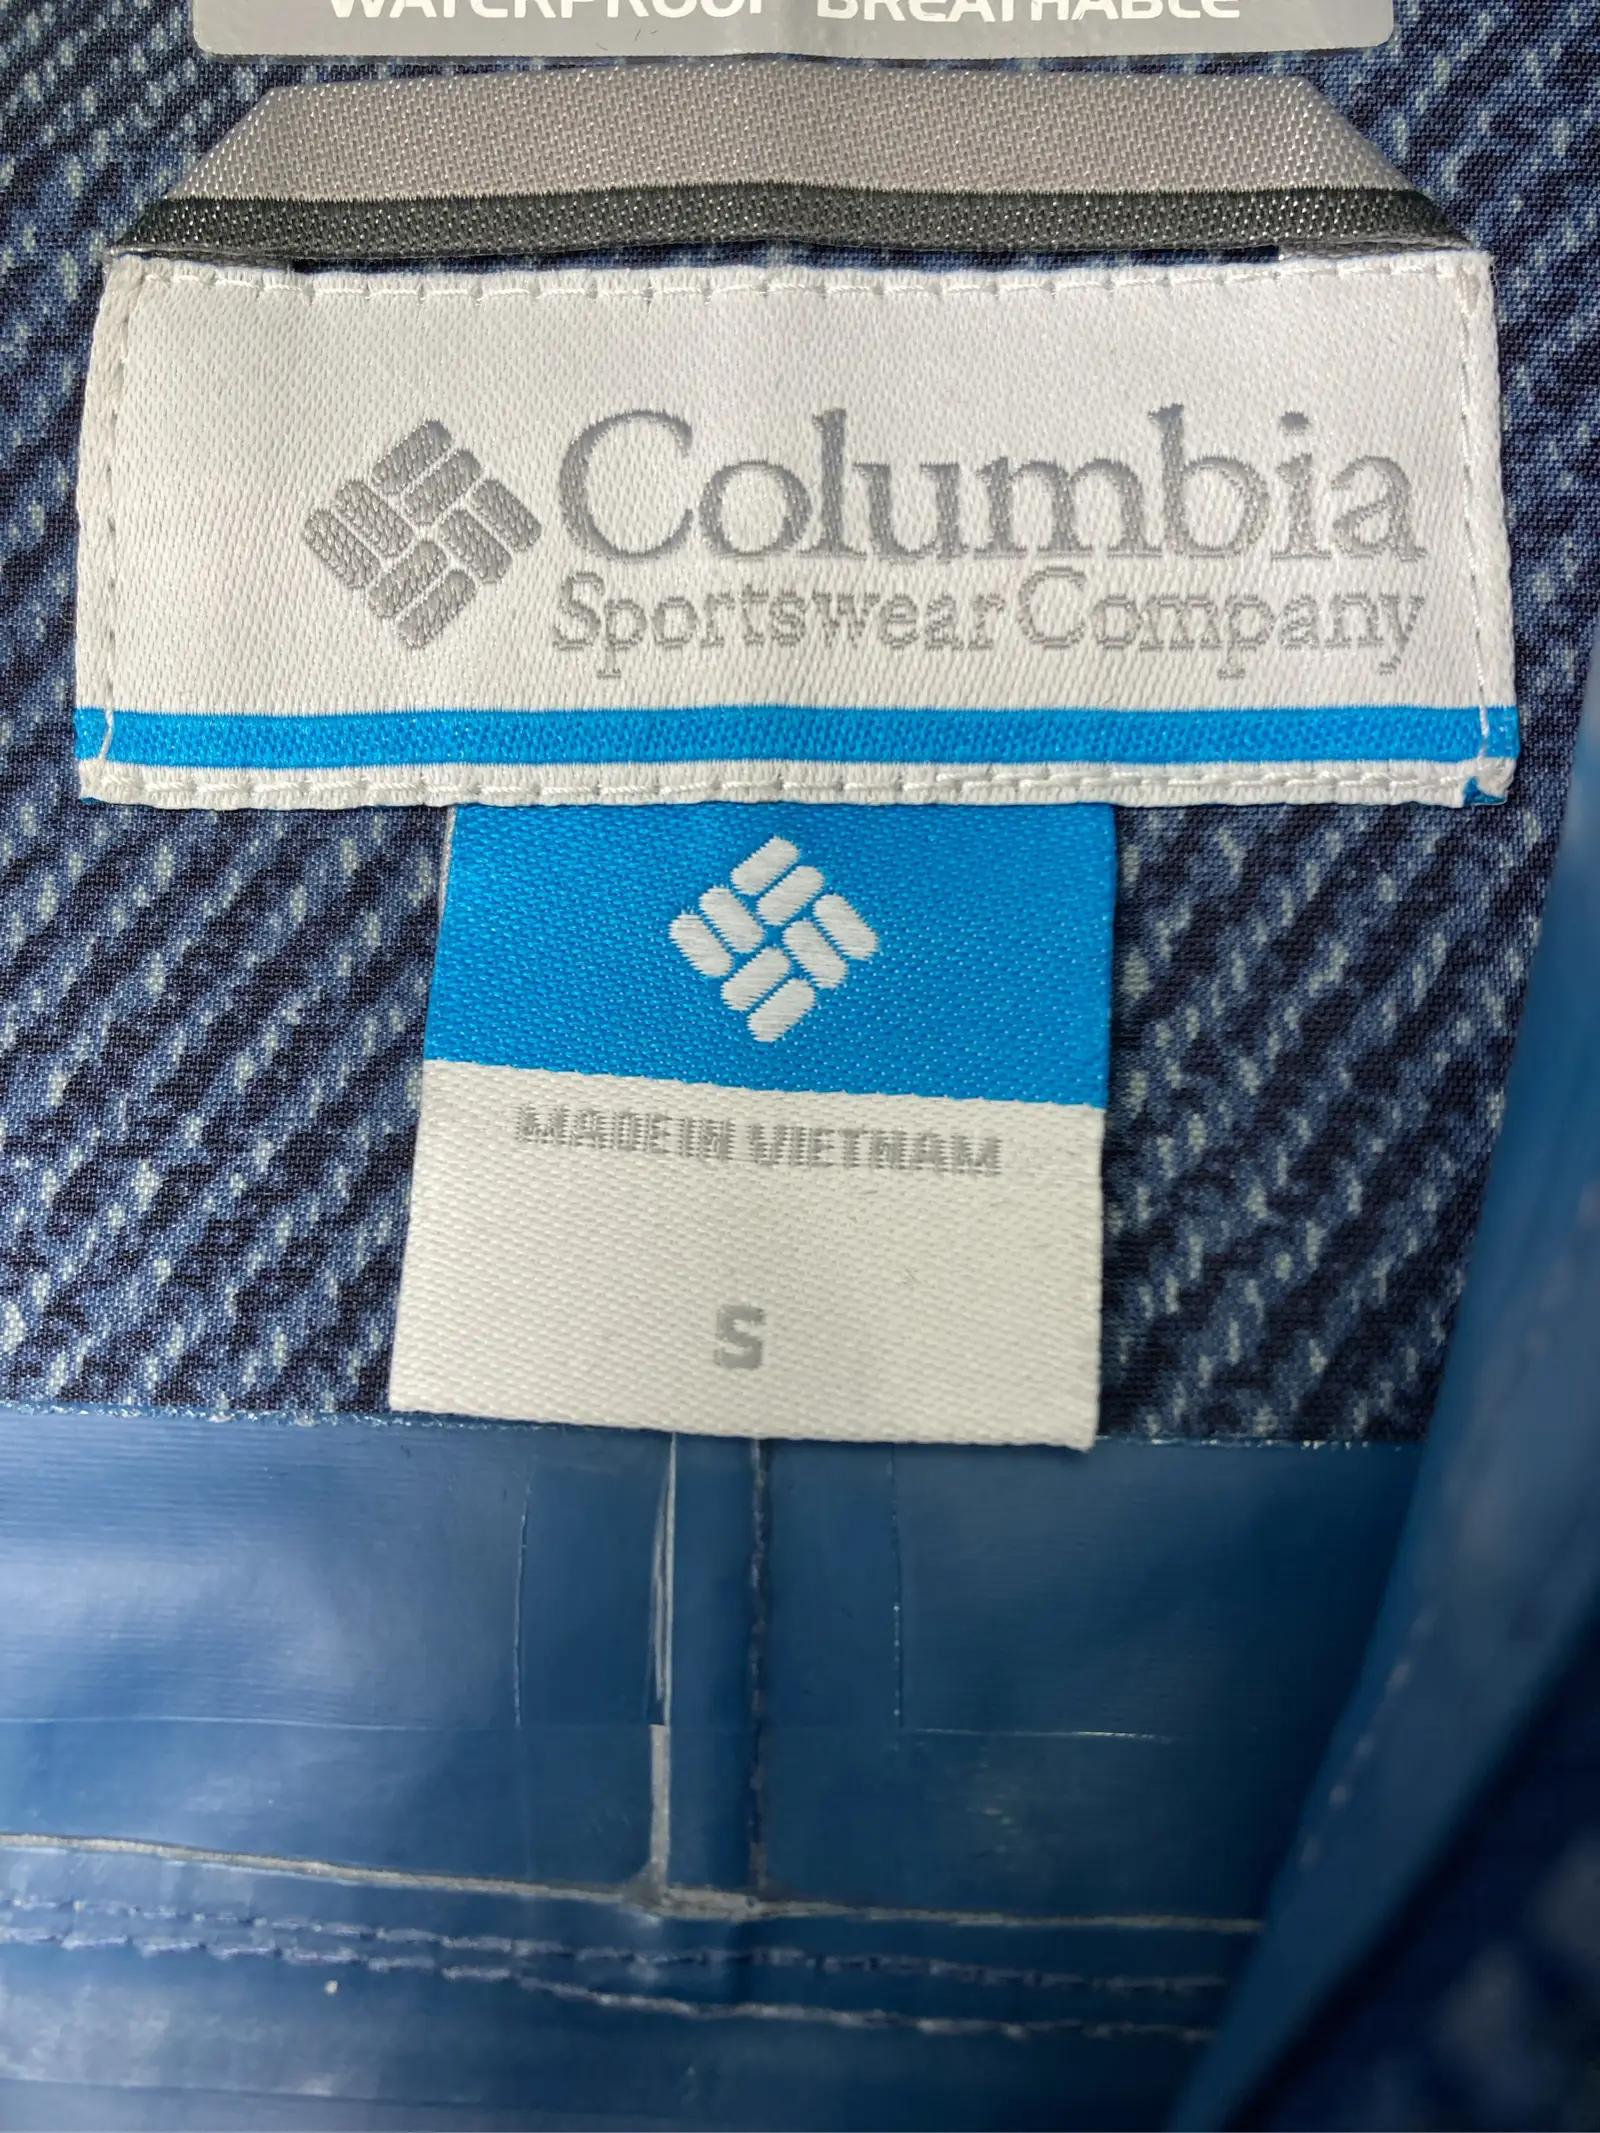 WATERPROOF BREATHABLE
Columbia
Sportswear Company
MADE IN VIETNAM
S